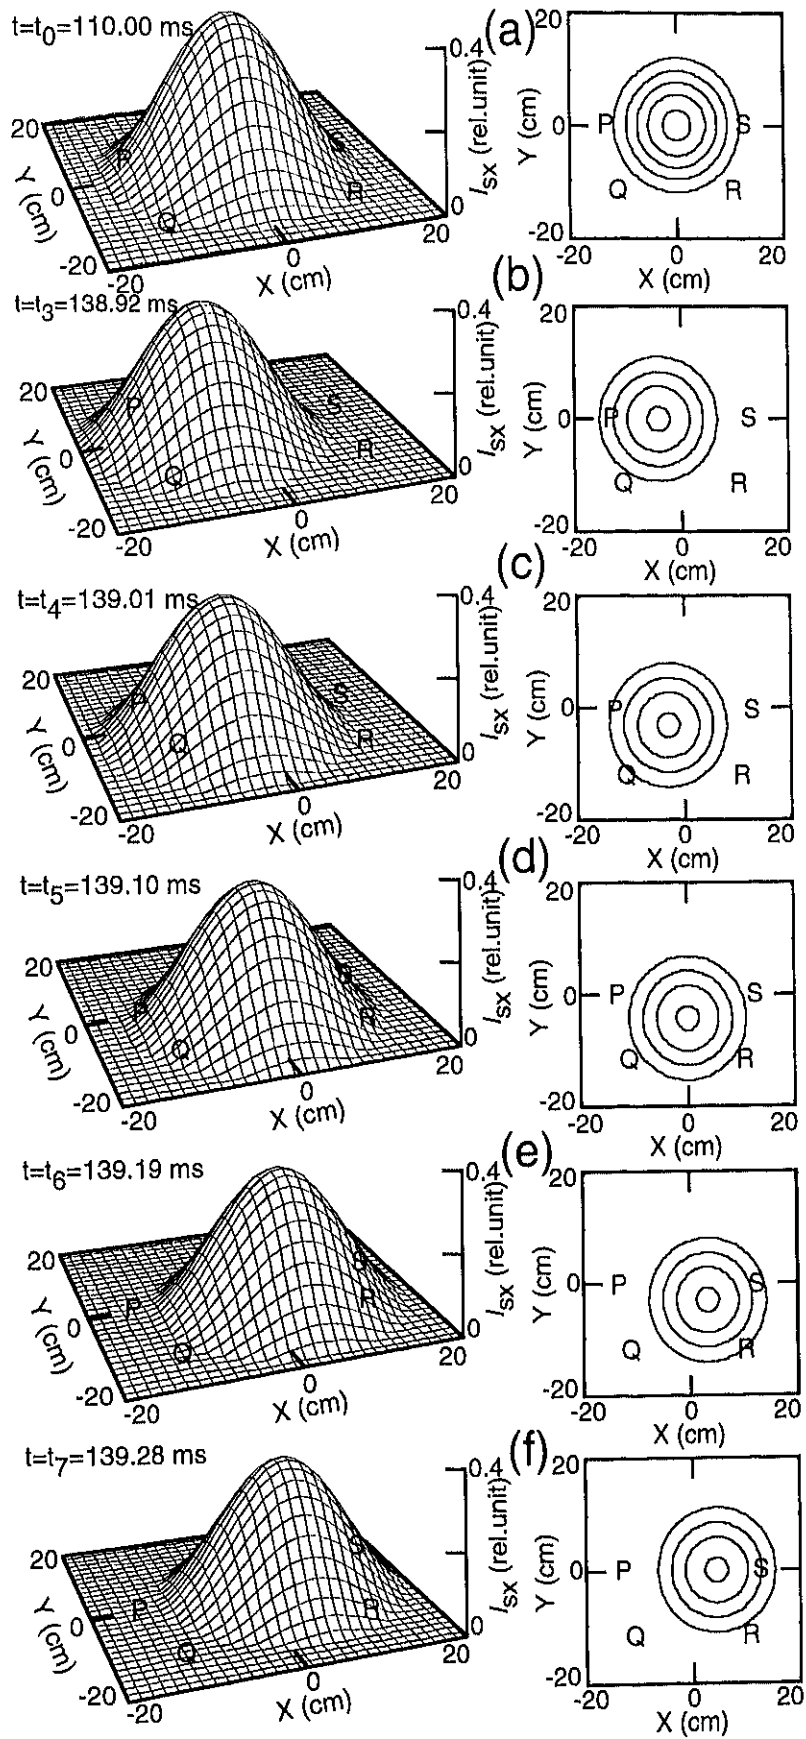 t=t0=110.00 ms
(a)
0.4
0
I sx (rel.unit)
20
0
-20
Y (cm)
-20
0
20
X (cm)
P
Q
R
S
20
0
-20
Y (cm)
-20
0
20
X (cm)
P
S
Q
R
t=t3=138.92 ms
(b)
0.4
0
I sx (rel.unit)
20
0
-20
Y (cm)
-20
0
20
X (cm)
P
Q
R
S
20
0
-20
Y (cm)
-20
0
20
X (cm)
P
S
Q
R
t=t4=139.01 ms
(c)
0.4
0
I sx (rel.unit)
20
0
-20
Y (cm)
-20
0
20
X (cm)
P
Q
R
S
20
0
-20
Y (cm)
-20
0
20
X (cm)
P
S
Q
R
t=t5=139.10 ms
(d)
0.4
0
I sx (rel.unit)
20
0
-20
Y (cm)
-20
0
20
X (cm)
P
Q
R
S
20
0
-20
Y (cm)
-20
0
20
X (cm)
P
S
Q
R
t=t6=139.19 ms
(e)
0.4
0
I sx (rel.unit)
20
0
-20
Y (cm)
-20
0
20
X (cm)
P
Q
R
S
20
0
-20
Y (cm)
-20
0
20
X (cm)
P
S
Q
R
t=t7=139.28 ms
(f)
0.4
0
I sx (rel.unit)
20
0
-20
Y (cm)
-20
0
20
X (cm)
P
Q
R
S
20
0
-20
Y (cm)
-20
0
20
X (cm)
P
S
Q
R